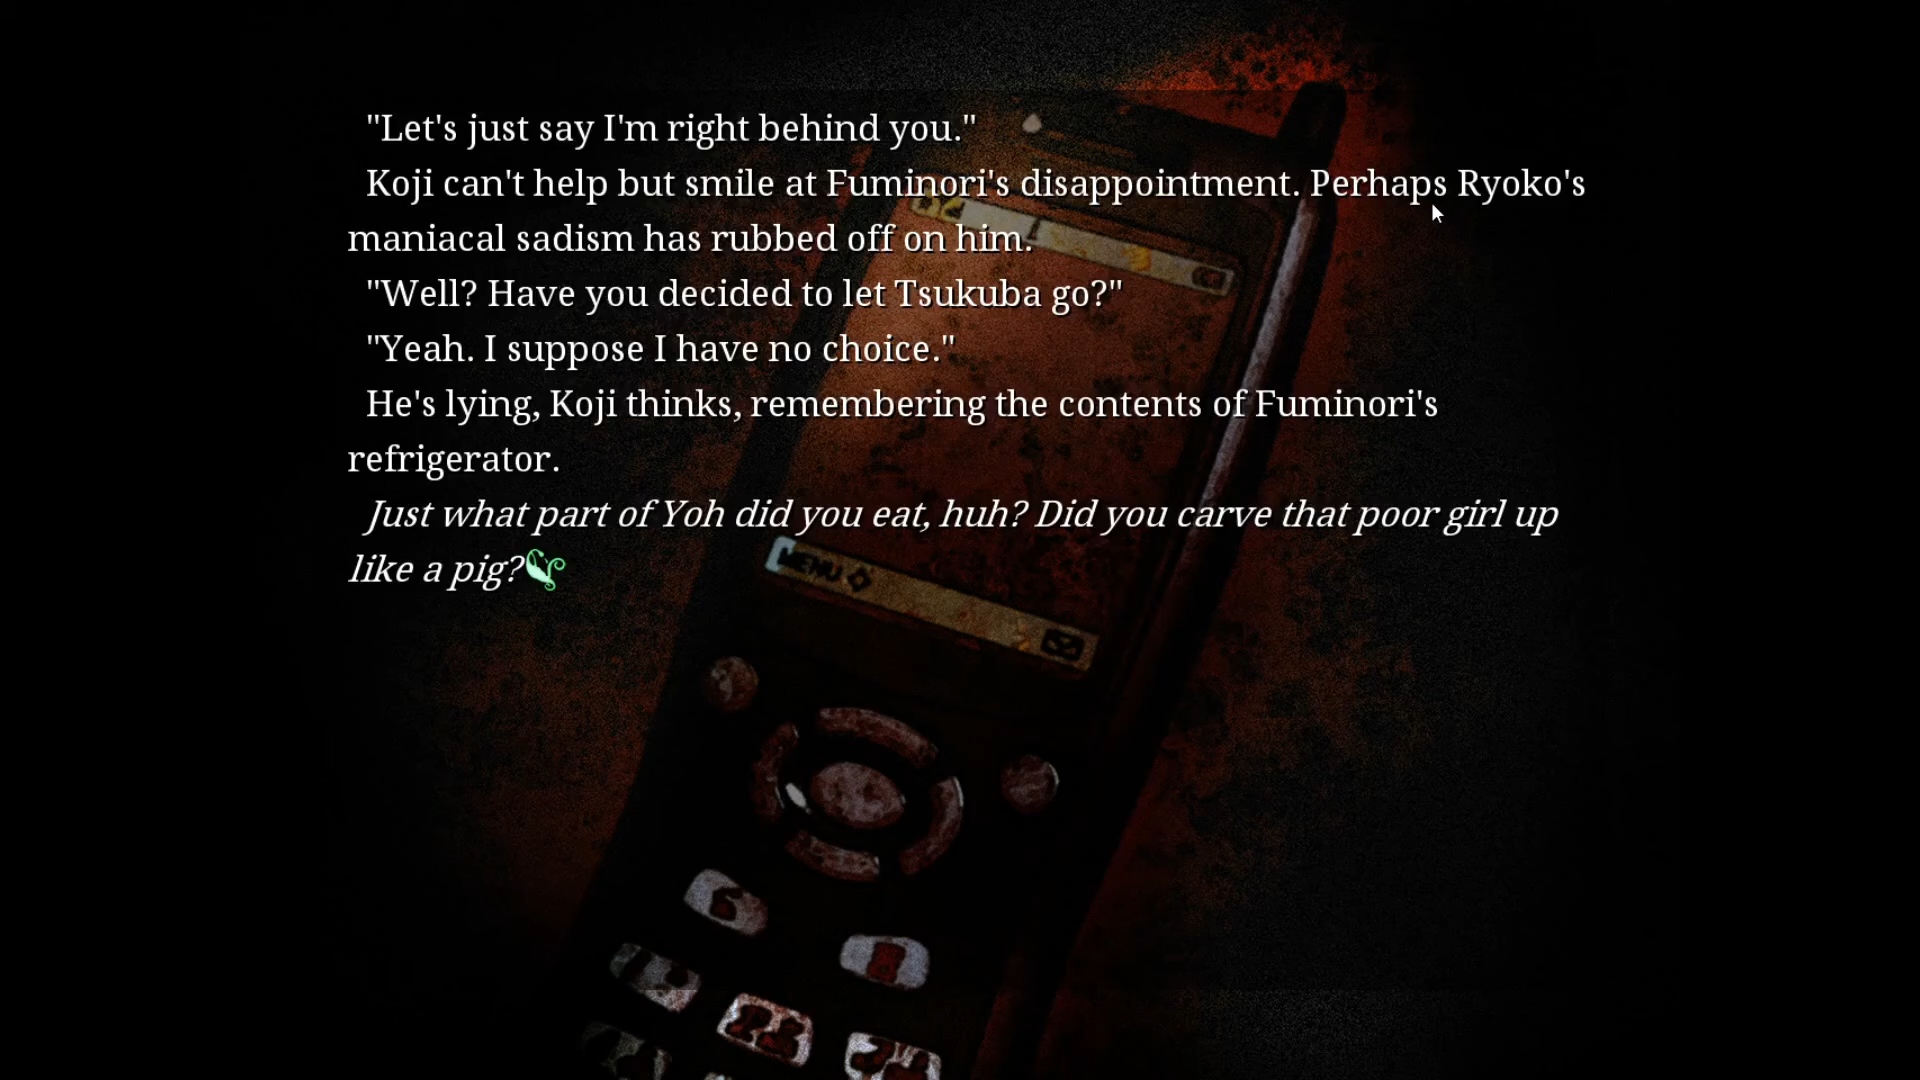 "Let's just say I'm right behind you."
Koji can't help but smile at Fuminori's disappointment. Perhaps Ryoko's
maniacal sadism has rubbed off on him.
"Well? Have you decided to let Tsukuba go?"
"Yeah. I suppose I have no choice."
He's lying, Koji thinks, remembering the contents of Fuminori's
refrigerator.
Just what part of Yoh did you eat, huh? Did you carve that poor girl up
like a pig?
MENU